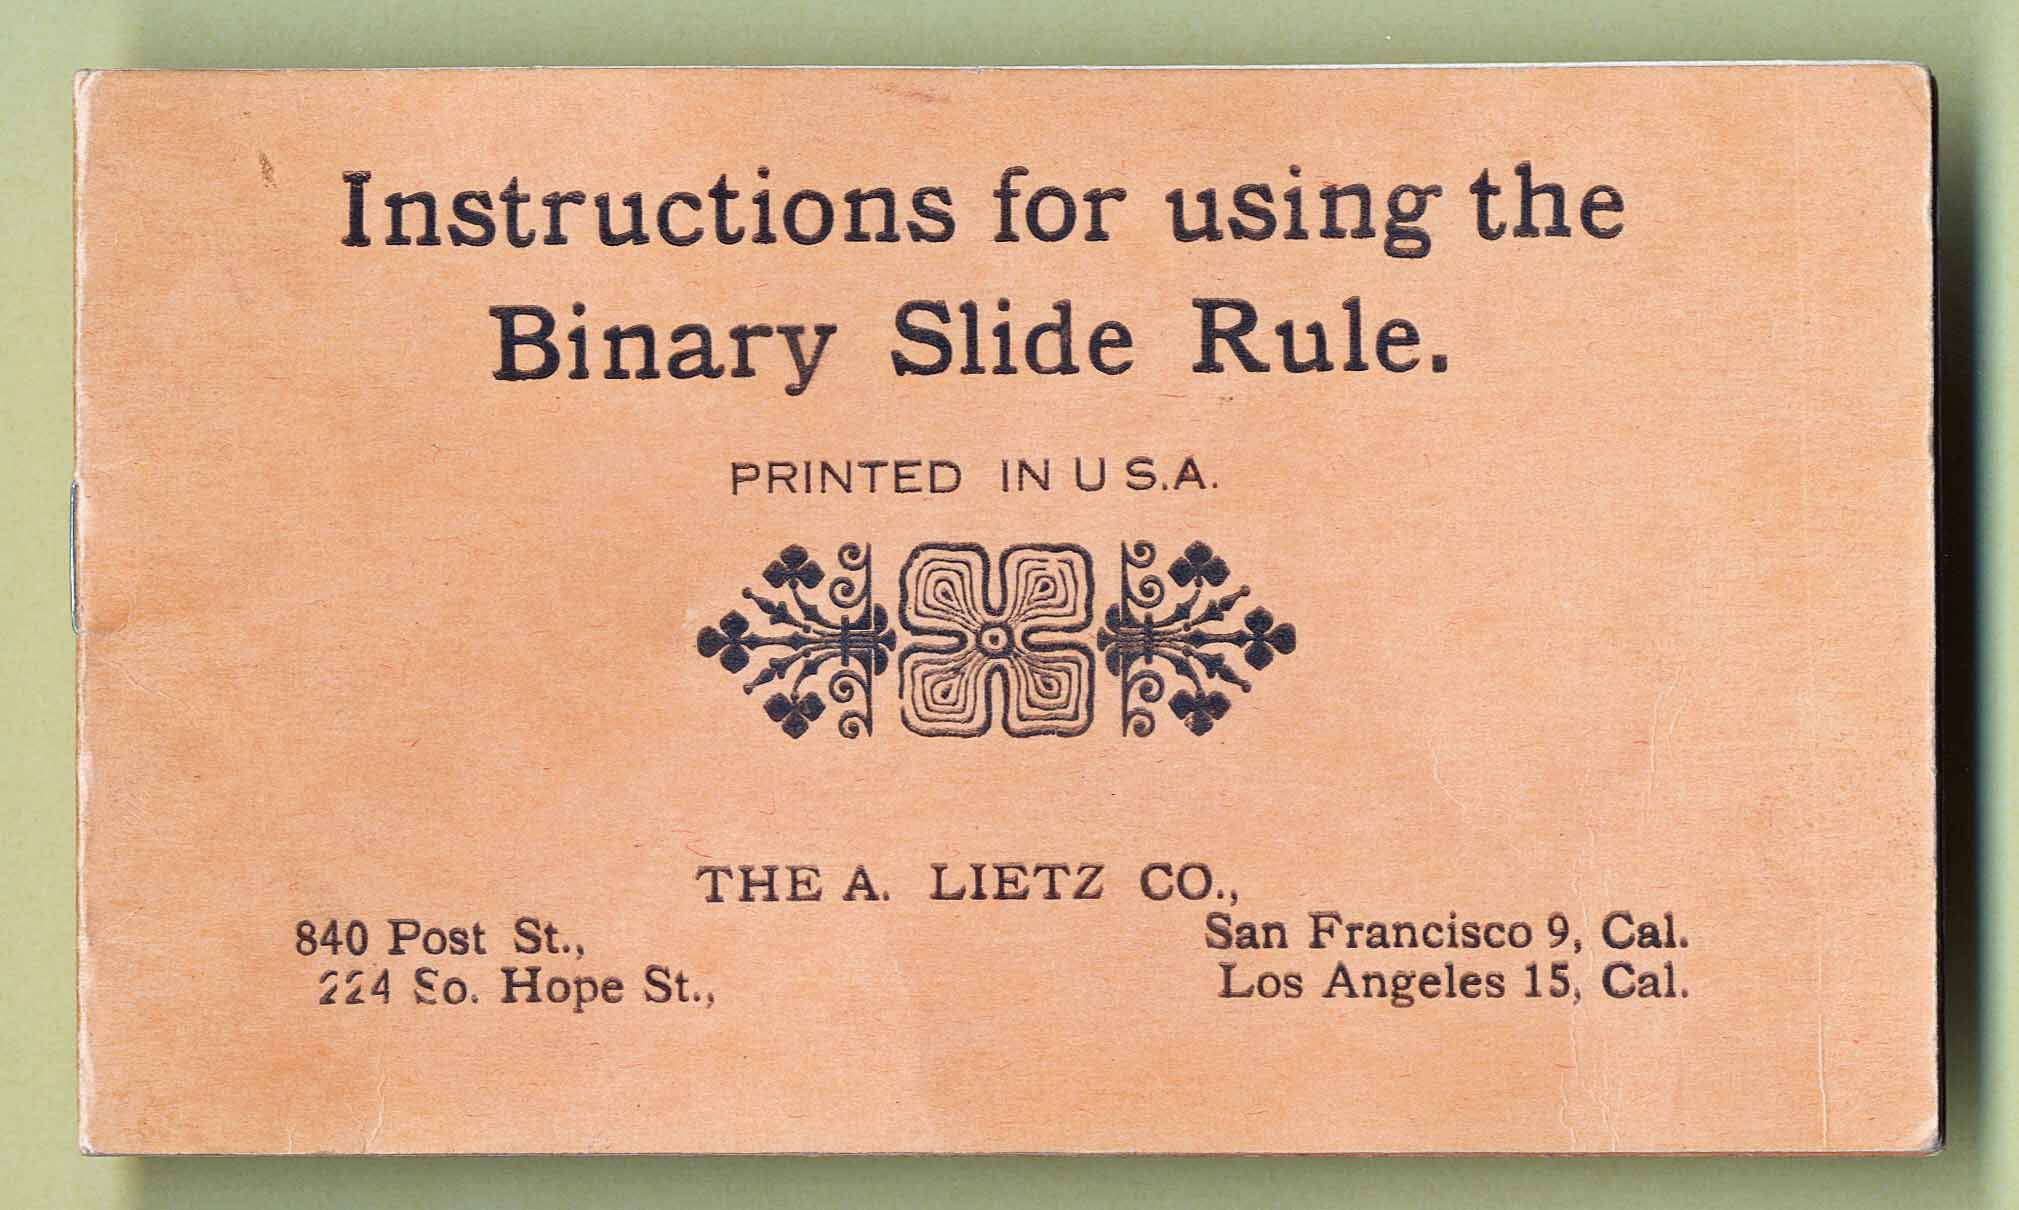 Instructions for using the
Binary Slide Rule.
PRINTED IN U S.A.
THE A. LIETZ CO.,
840 Post St., San Francisco 9, Cal.
224 So. Hope St., Los Angeles 15, Cal.